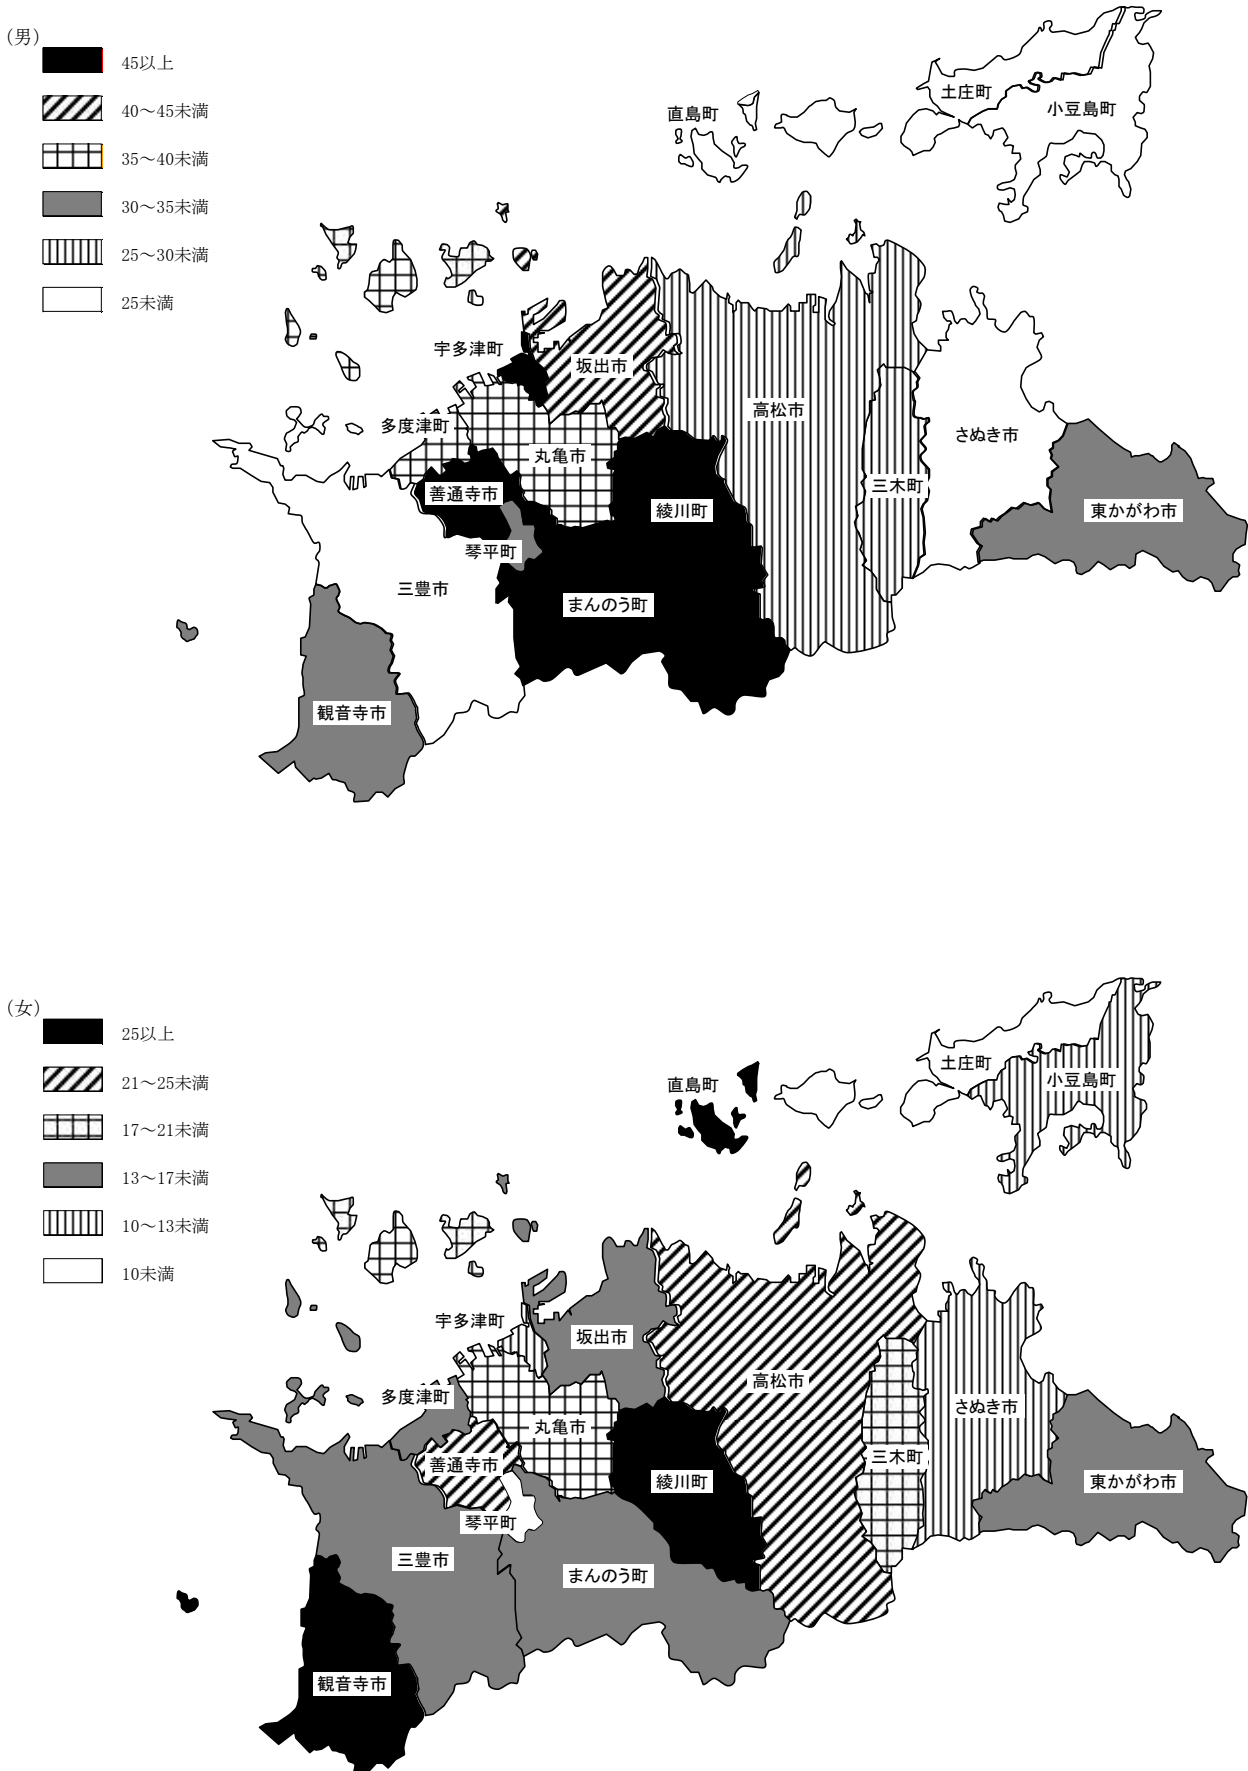 (男)
45以上
40～45未満
35～40未満
30～35未満
25～30未満
25未満
土庄町
小豆島町
直島町
宇多津町
坂出市
高松市
多度津町
丸亀市
さぬき市
善通寺市
三木町
綾川町
東かがわ市
琴平町
三豊市
まんのう町
観音寺市
(女)
25以上
21～25未満
17～21未満
13～17未満
10～13未満
10未満
土庄町
小豆島町
直島町
宇多津町
坂出市
高松市
多度津町
丸亀市
さぬき市
善通寺市
三木町
綾川町
東かがわ市
琴平町
三豊市
まんのう町
観音寺市